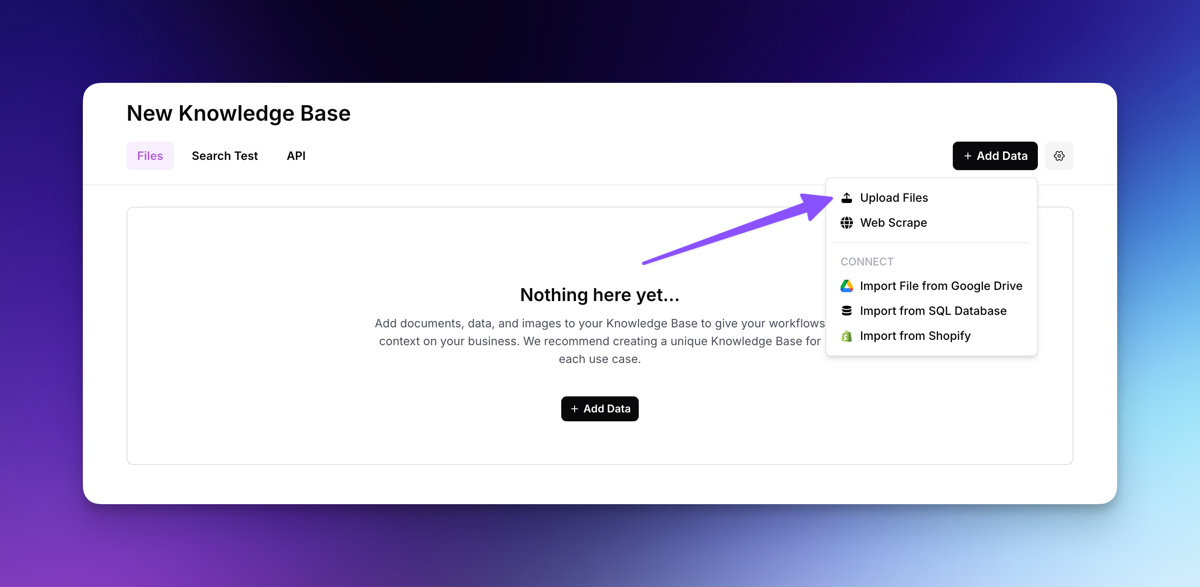 New Knowledge Base
Files
Search Test
API
+ Add Data
Upload Files
Web Scrape
CONNECT
Import File from Google Drive
Import from SQL Database
Import from Shopify
Nothing here yet...
Add documents, data, and images to your Knowledge Base to give your workflows
context on your business. We recommend creating a unique Knowledge Base for
each use case.
+ Add Data